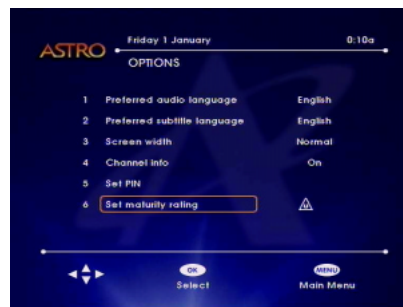 ASTRO
Friday 1 January 0:10a
OPTIONS
1 Preferred audio language English
2 Preferred subtitle language English
3 Screen width Normal
4 Channel info On
5 Set PIN
6 Set maturity rating
OK MENU
Select Main Menu